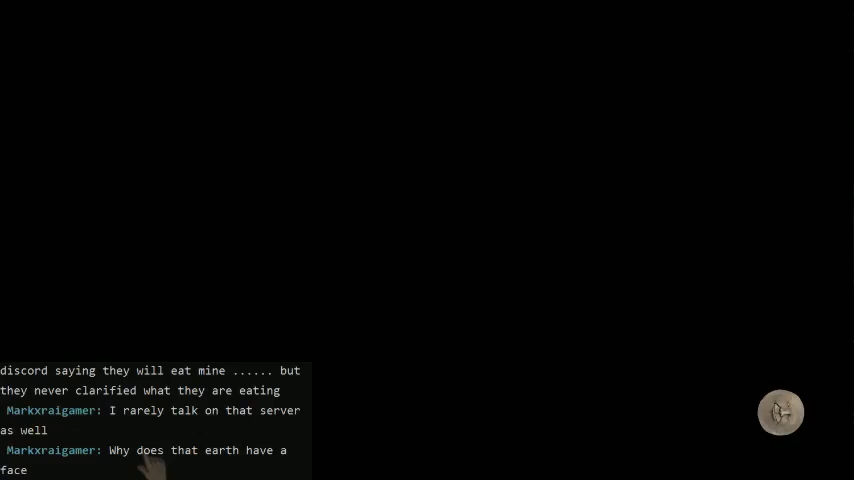 discord saying they will eat mine ...... but
they never clarified what they are eating
Markxraigamer: I rarely talk on that server
as well
Markxraigamer: Why does that earth have a
face